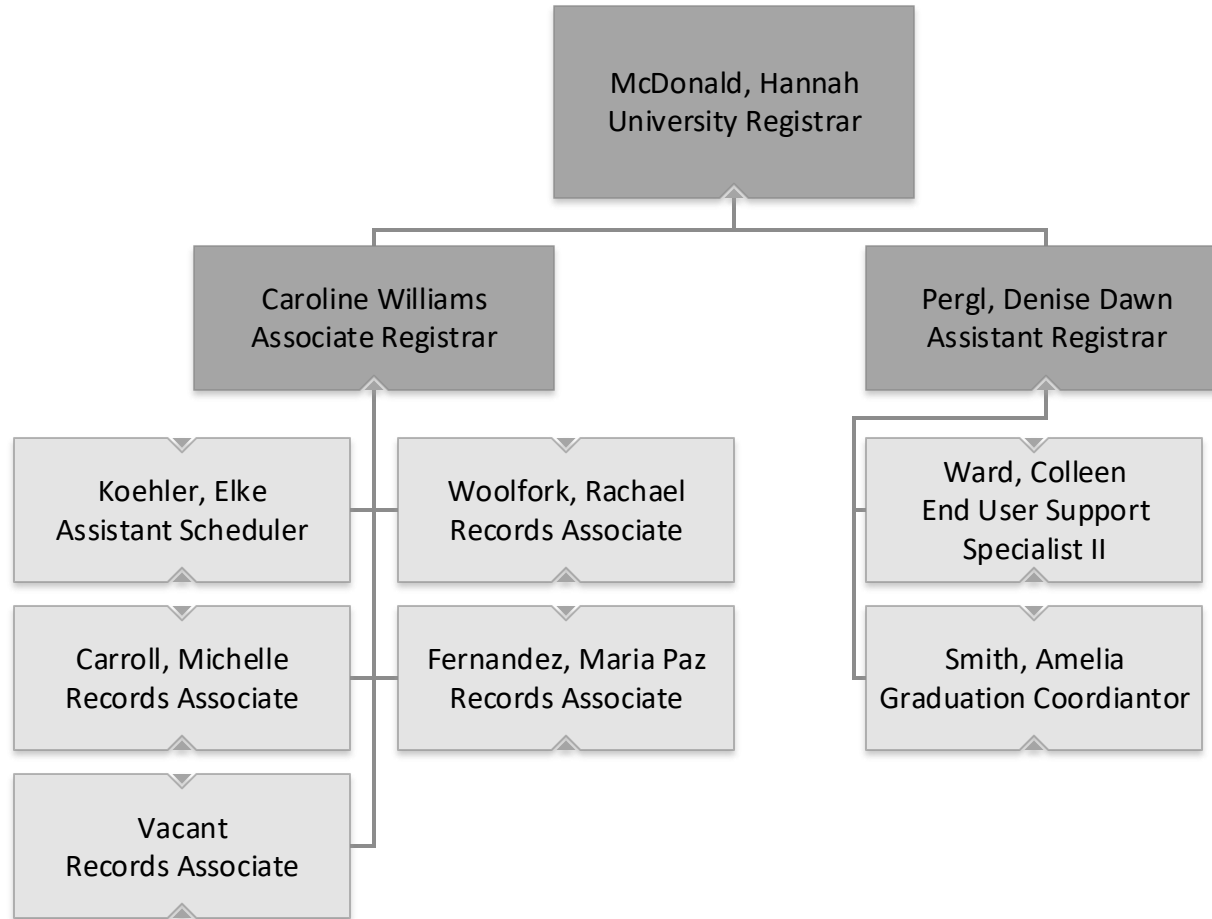 McDonald, Hannah
University Registrar
Caroline Williams
Associate Registrar
Pergl, Denise Dawn
Assistant Registrar
Koehler, Elke
Assistant Scheduler
Woolfork, Rachael
Records Associate
Ward, Colleen
End User Support
Specialist II
Carroll, Michelle
Records Associate
Fernandez, Maria Paz
Records Associate
Smith, Amelia
Graduation Coordiantor
Vacant
Records Associate